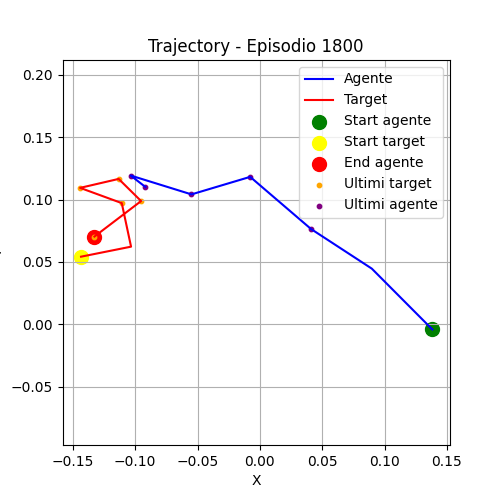 Trajectory - Episodio 1800
Agente
Target
Start agente
Start target
End agente
Ultimi target
Ultimi agente
0.20
0.15
0.10
0.05
0.00
−0.05
−0.15
−0.10
−0.05
0.00
0.05
0.10
0.15
X